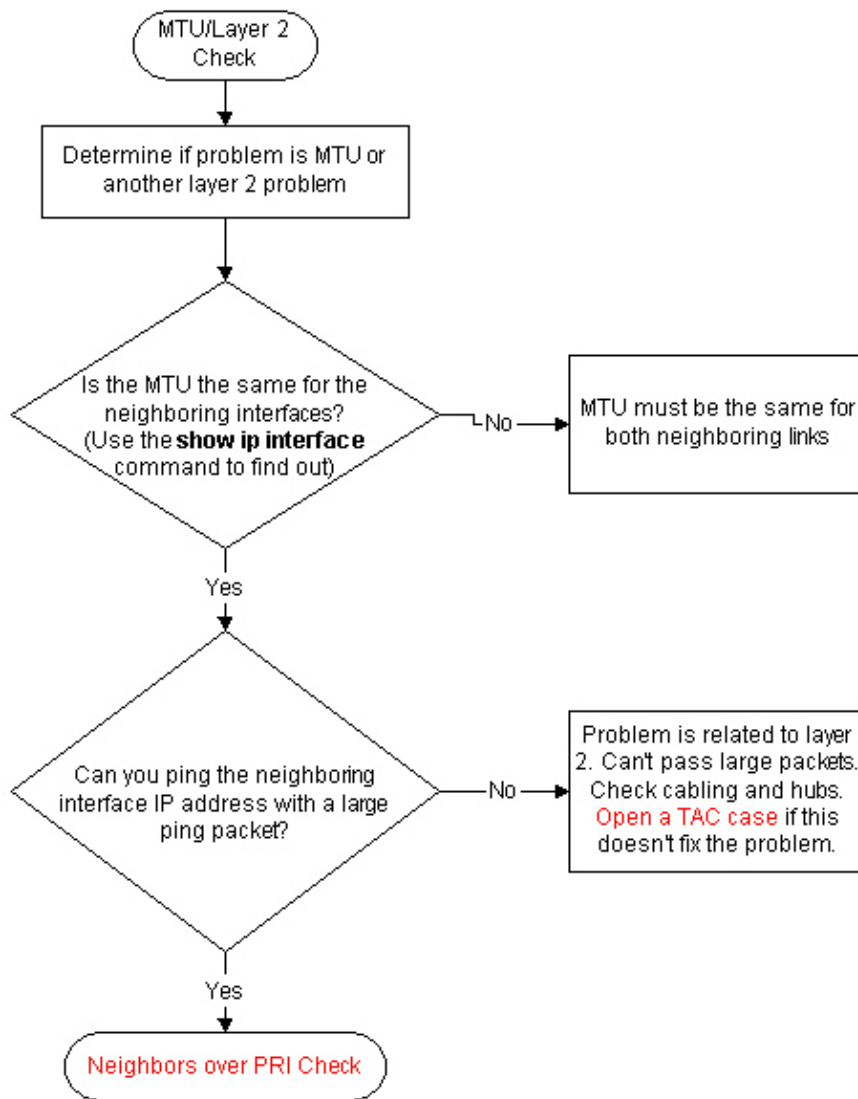 MTU/Layer 2
Check
Determine if problem is MTU or
another layer 2 problem
Is the MTU the same for the
neighboring interfaces?
(Use the show ip interface
command to find out)
No
MTU must be the same for
both neighboring links
Yes
Can you ping the neighboring
interface IP address with a large
ping packet?
No
Problem is related to layer
2. Can't pass large packets.
Check cabling and hubs.
Open a TAC case if this
doesn't fix the problem.
Yes
Neighbors over PRI Check